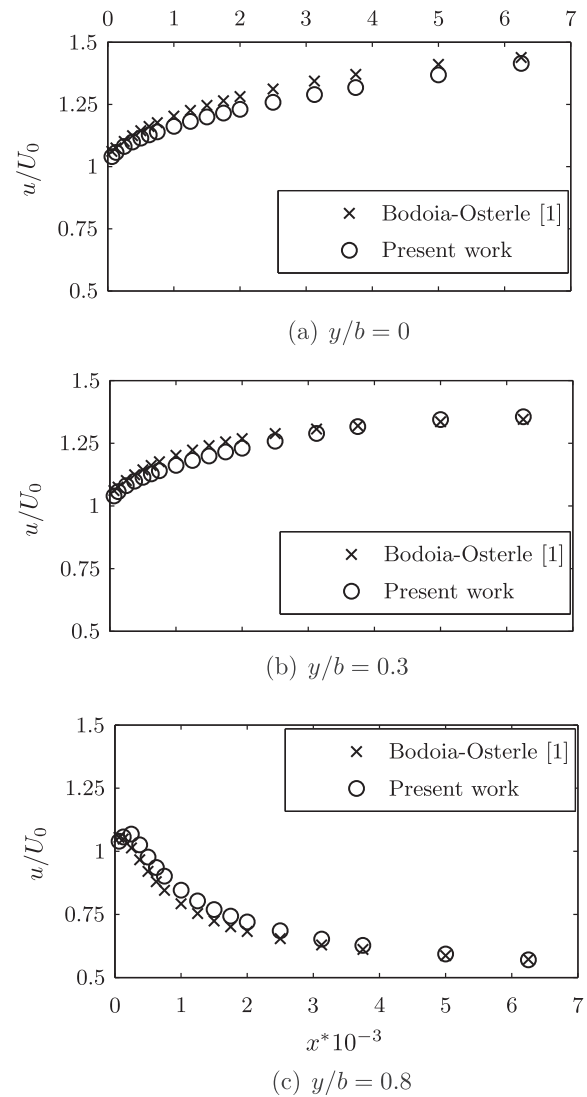 0 1 2 3 4 5 6 7
1.5
1.25
1
0.75
0.5
u/U₀
Bodoia-Osterle [1]
Present work
(a) y/b = 0
1.5
1.25
1
0.75
0.5
u/U₀
Bodoia-Osterle [1]
Present work
(b) y/b = 0.3
1.5
1.25
1
0.75
0.5
u/U₀
Bodoia-Osterle [1]
Present work
0 1 2 3 4 5 6 7
x*10⁻³
(c) y/b = 0.8